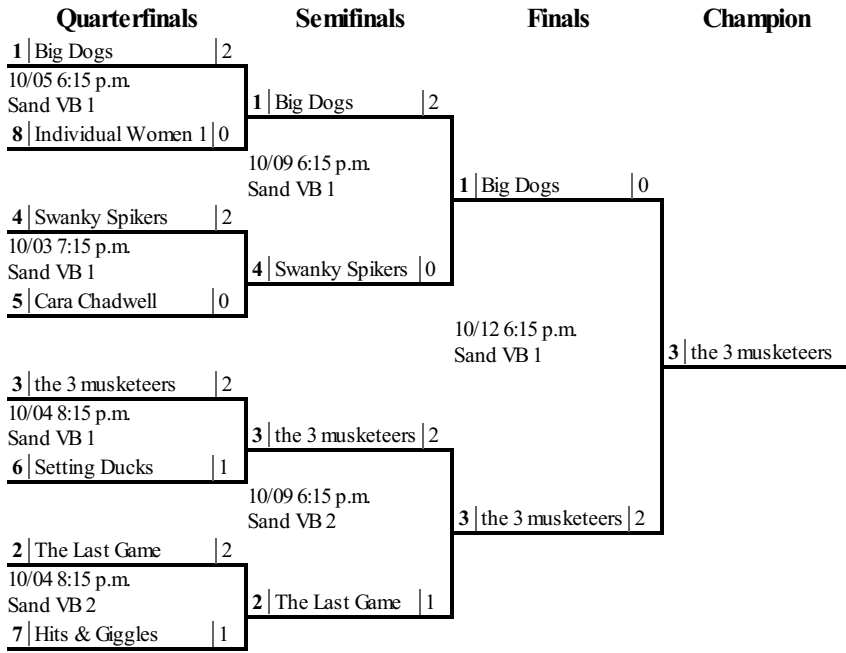 Quarterfinals Semifinals Finals Champion
1 Big Dogs 2
10/05 6:15 p.m.
Sand VB 1
8 Individual Women 1 0
4 Swanky Spikers 2
10/03 7:15 p.m.
Sand VB 1
5 Cara Chadwell 0
3 the 3 musketeers 2
10/04 8:15 p.m.
Sand VB 1
6 Setting Ducks 1
2 The Last Game 2
10/04 8:15 p.m.
Sand VB 2
7 Hits & Giggles 1
1 Big Dogs 2
10/09 6:15 p.m.
Sand VB 1
4 Swanky Spikers 0
3 the 3 musketeers 2
10/09 6:15 p.m.
Sand VB 2
2 The Last Game 1
1 Big Dogs 0
10/12 6:15 p.m.
Sand VB 1
3 the 3 musketeers 2
3 the 3 musketeers